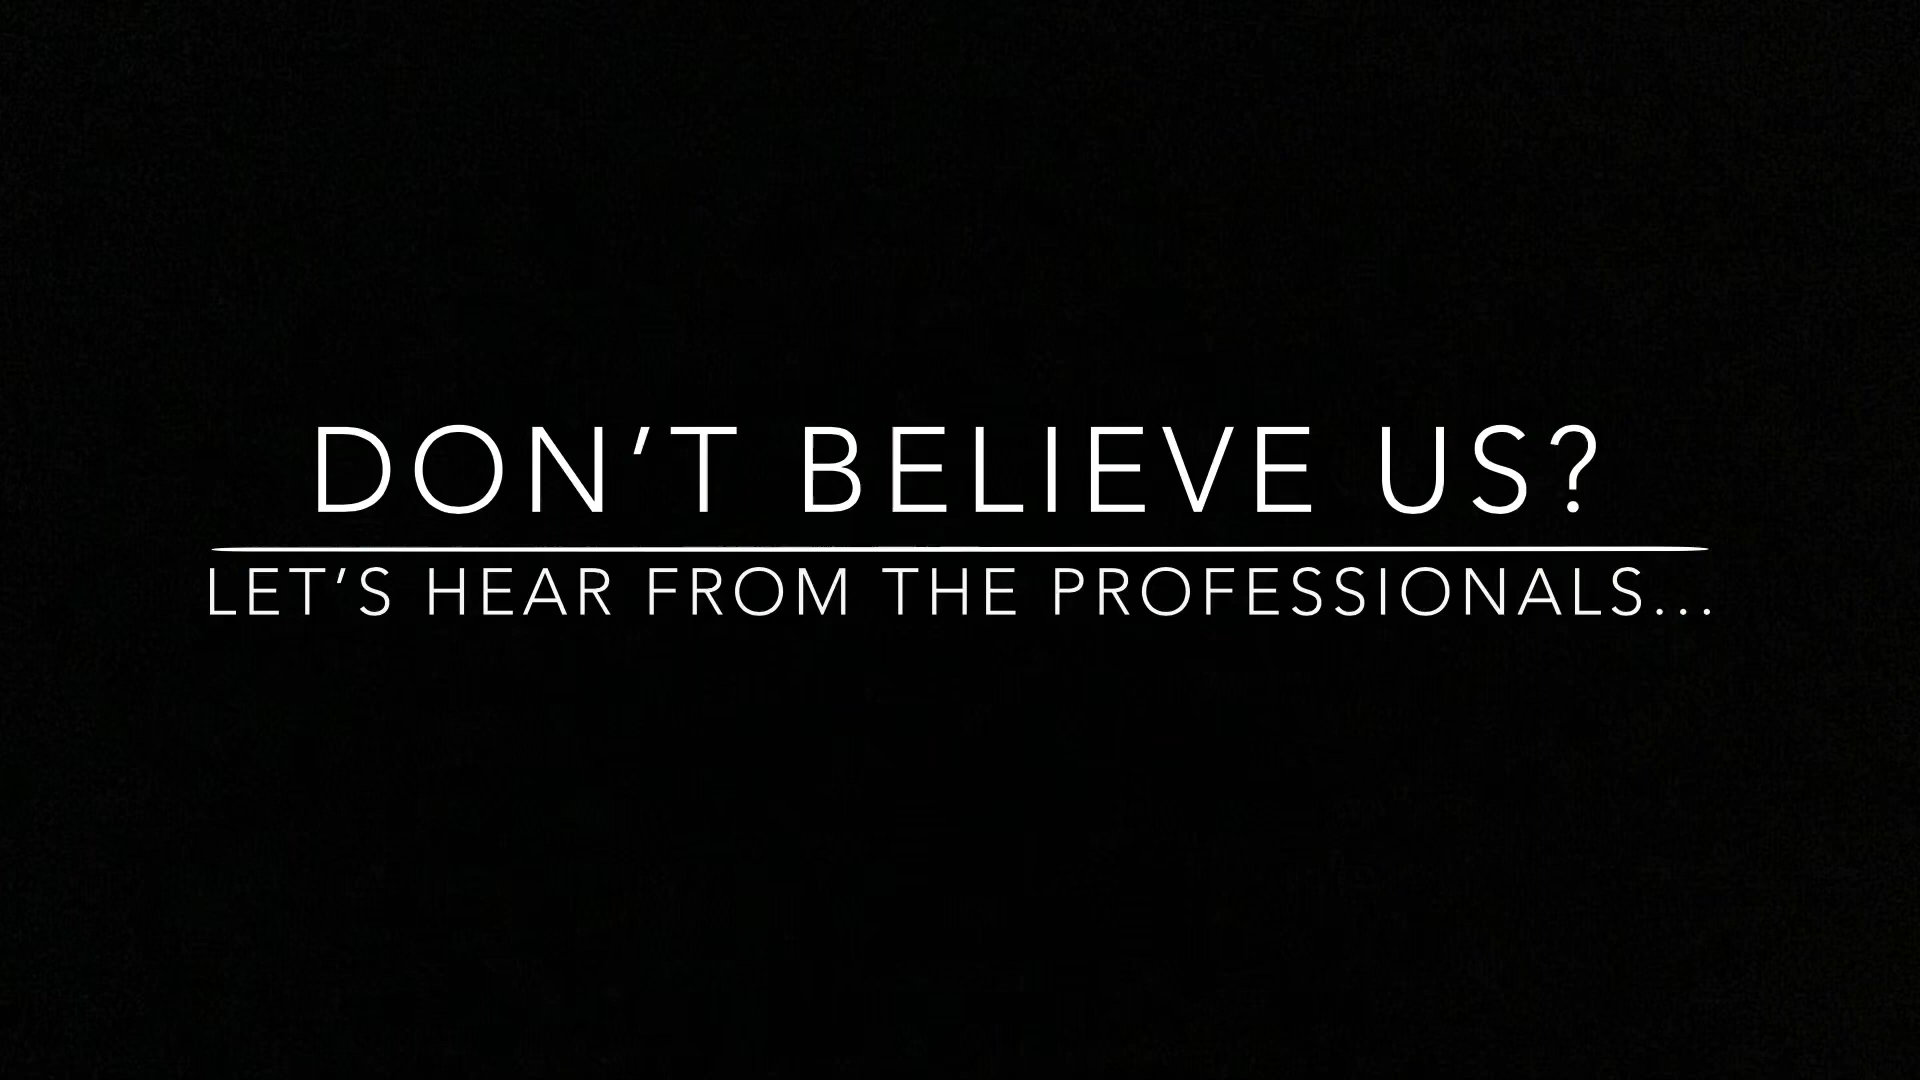 DON’T BELIEVE US?
LET’S HEAR FROM THE PROFESSIONALS...